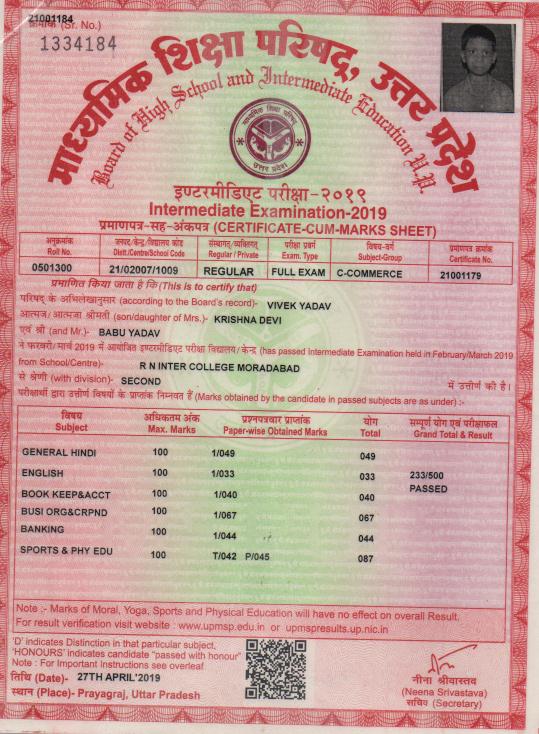 21001184
क्रमांक (Sr. No.)
1334184
माध्यमिक शिक्षा परिषद्, उत्तर प्रदेश
Board of High School and Intermediate Education U.P.
माध्यमिक शिक्षा परिषद्
उत्तर प्रदेश
इण्टरमीडिएट परीक्षा-२०१९
Intermediate Examination-2019
प्रमाणपत्र-सह-अंकपत्र (CERTIFICATE-CUM-MARKS SHEET)
अनुक्रमांक जनपद/केन्द्र/विद्यालय कोड संस्थागत/व्यक्तिगत परीक्षा प्रवर्ग विषय-वर्ग प्रमाणपत्र क्रमांक
Roll No. Distt./Centre/School Code Regular / Private Exam. Type Subject-Group Certificate No.
0501300 21/02007/1009 REGULAR FULL EXAM C-COMMERCE 21001179
प्रमाणित किया जाता है कि (This is to certify that)
परिषद के अभिलेखानुसार (according to the Board's record)- VIVEK YADAV
आत्मज/ आत्मजा श्रीमती (son/daughter of Mrs.)- KRISHNA DEVI
एवं श्री (and Mr.)- BABU YADAV
ने फरवरी/ मार्च 2019 में आयोजित इण्टरमीडिएट परीक्षा विद्यालय/ केन्द्र (has passed Intermediate Examination held in February/March 2019
from School/Centre)- R N INTER COLLEGE MORADABAD
से श्रेणी (with division)- SECOND में उत्तीर्ण की है।
परीक्षार्थी द्वारा उत्तीर्ण विषयों के प्राप्तांक निम्नवत हैं (Marks obtained by the candidate in passed subjects are as under) :-
विषय अधिकतम अंक प्रश्नपत्रवार प्राप्तांक योग सम्पूर्ण योग एवं परीक्षाफल
Subject Max. Marks Paper-wise Obtained Marks Total Grand Total & Result
GENERAL HINDI 100 1/049 049
ENGLISH 100 1/033 033 233/500
PASSED
BOOK KEEP&ACCT 100 1/040 040
BUSI ORG&CRPND 100 1/067 067
BANKING 100 1/044 044
SPORTS & PHY EDU 100 T/042 P/045 087
Note :- Marks of Moral, Yoga, Sports and Physical Education will have no effect on overall Result.
For result verification visit website : www.upmsp.edu.in or upmspresults.up.nic.in
'D' indicates Distinction in that particular subject,
'HONOURS' indicates candidate "passed with honour"
Note : For Important Instructions see overleaf
तिथि (Date)- 27TH APRIL'2019
स्थान (Place)- Prayagraj, Uttar Pradesh
नीना श्रीवास्तव
(Neena Srivastava)
सचिव (Secretary)